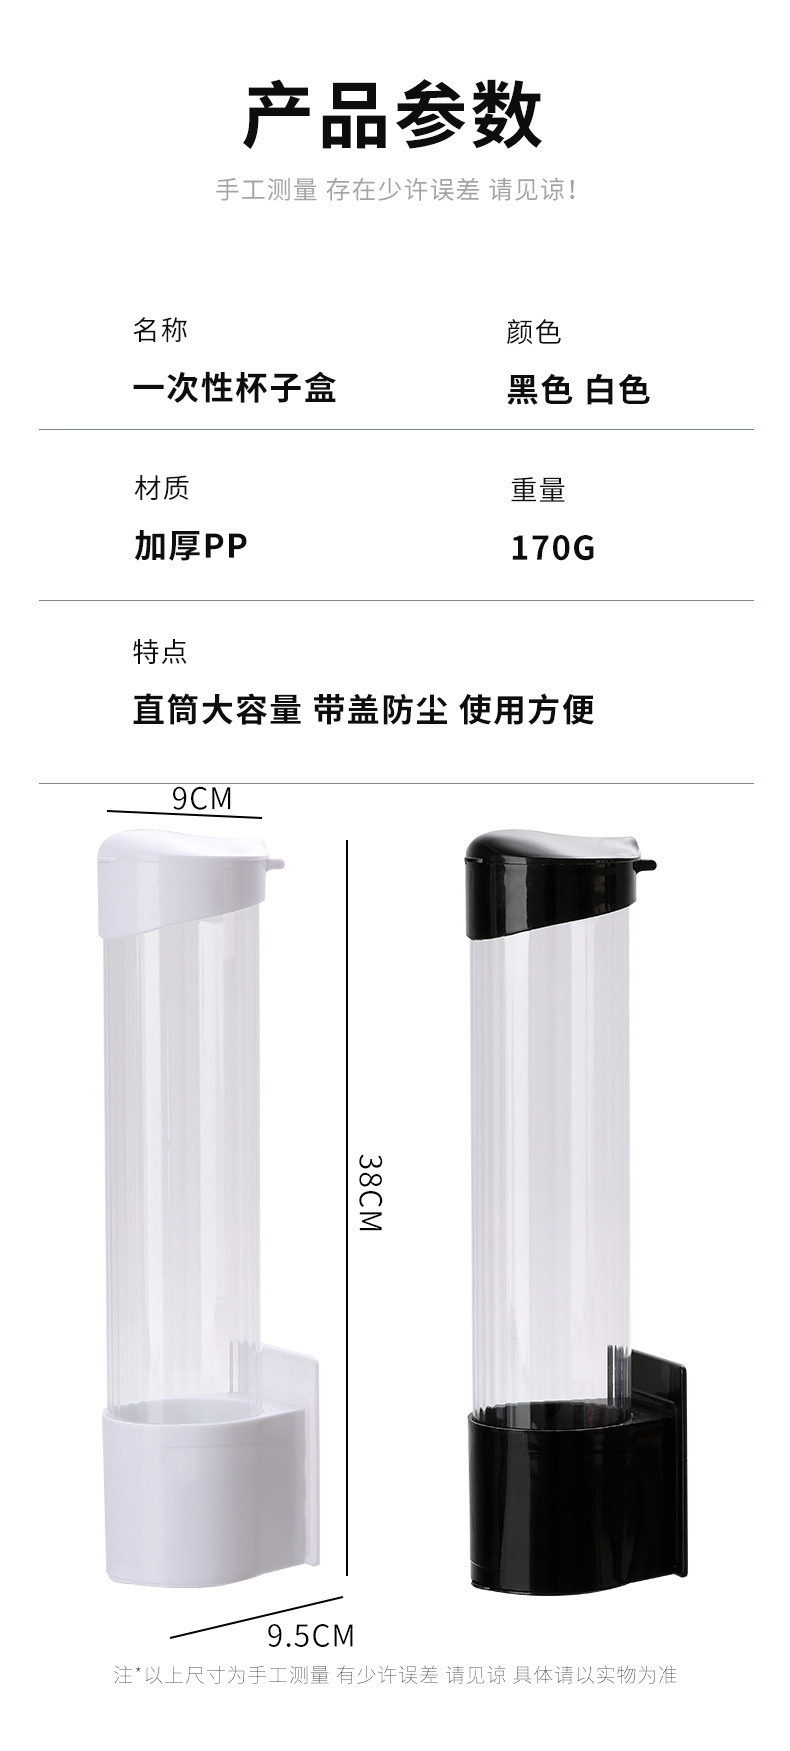 产品参数
手工测量 存在少许误差 请见谅！
名称
颜色
一次性杯子盒
黑色 白色
材质
重量
加厚PP
170G
特点
直筒大容量 带盖防尘 使用方便
9CM
38CM
9.5CM
注*以上尺寸为手工测量 有少许误差 请见谅 具体请以实物为准